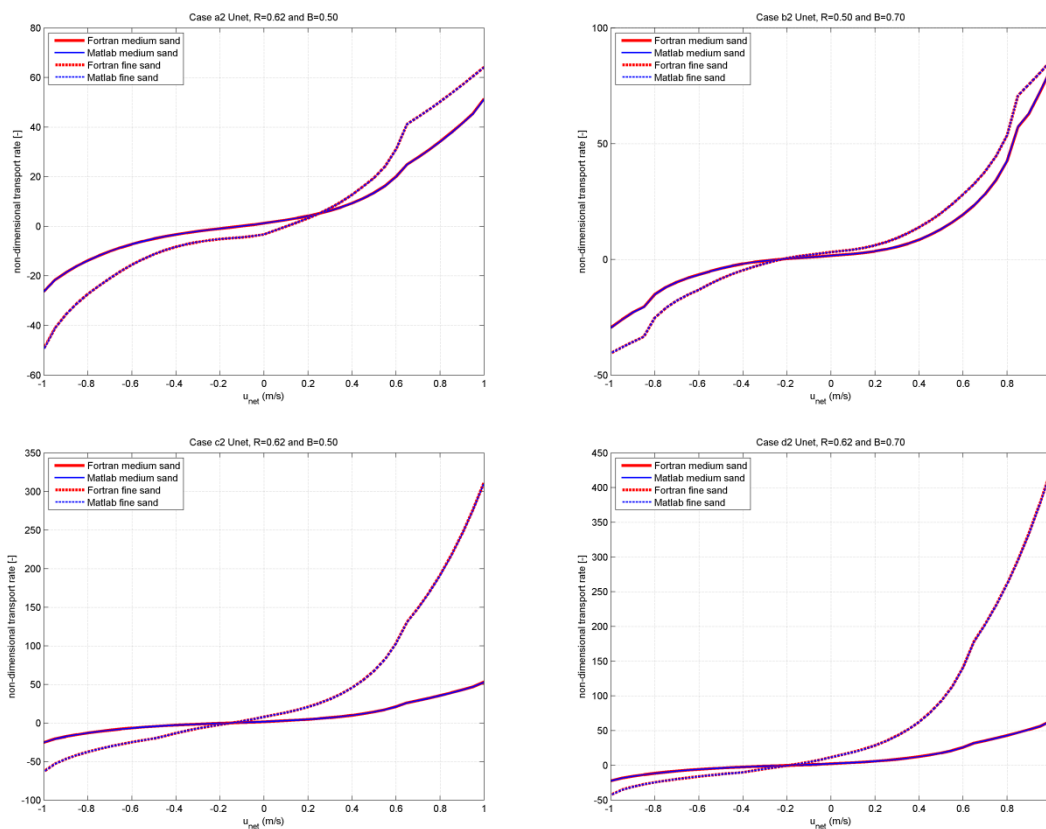 Case a2 Unet, R=0.62 and B=0.50
Fortran medium sand
Matlab medium sand
Fortran fine sand
Matlab fine sand
non-dimensional transport rate [-]
80
60
40
20
0
-20
-40
-60
-1 -0.8 -0.6 -0.4 -0.2 0 0.2 0.4 0.6 0.8 1
u_net (m/s)
Case b2 Unet, R=0.50 and B=0.70
Fortran medium sand
Matlab medium sand
Fortran fine sand
Matlab fine sand
non-dimensional transport rate [-]
100
50
0
-50
-1 -0.8 -0.6 -0.4 -0.2 0 0.2 0.4 0.6 0.8
u_net (m/s)
Case c2 Unet, R=0.62 and B=0.50
Fortran medium sand
Matlab medium sand
Fortran fine sand
Matlab fine sand
non-dimensional transport rate [-]
350
300
250
200
150
100
50
0
-50
-100
-1 -0.8 -0.6 -0.4 -0.2 0 0.2 0.4 0.6 0.8 1
u_net (m/s)
Case d2 Unet, R=0.62 and B=0.70
Fortran medium sand
Matlab medium sand
Fortran fine sand
Matlab fine sand
non-dimensional transport rate [-]
450
400
350
300
250
200
150
100
50
0
-50
-1 -0.8 -0.6 -0.4 -0.2 0 0.2 0.4 0.6 0.8
u_net (m/s)